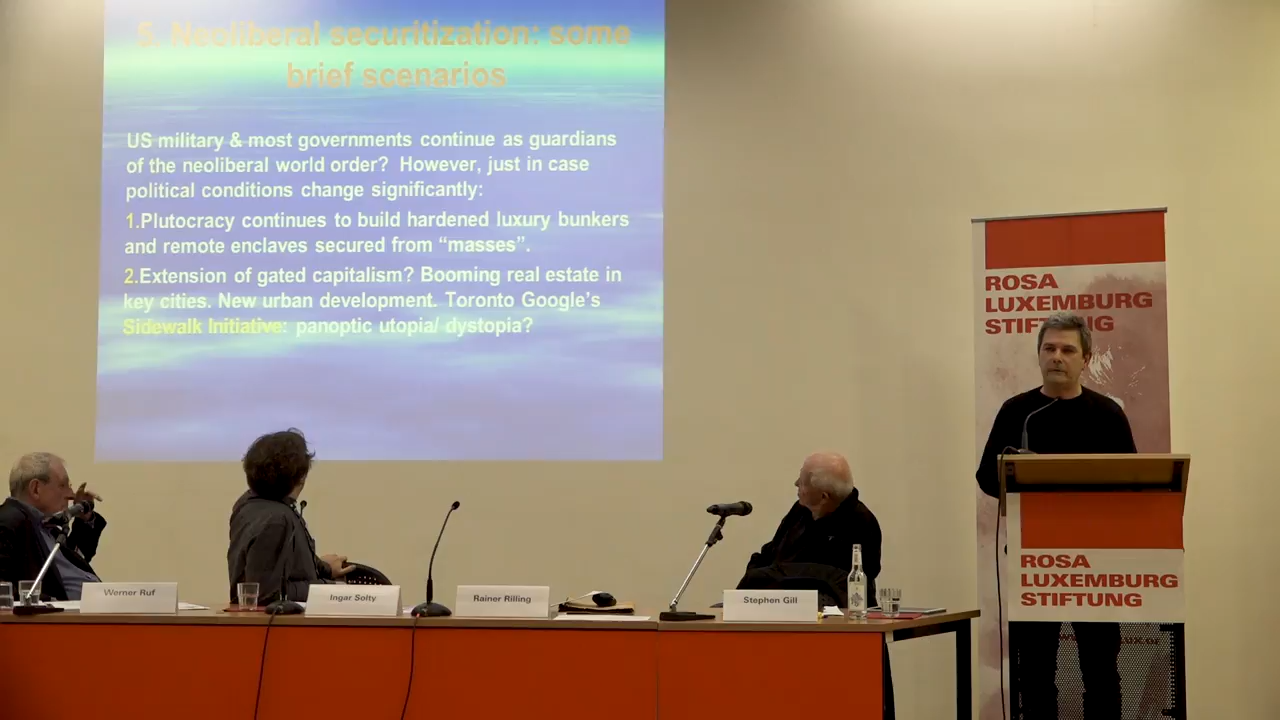 5. Neoliberal securitization: some
brief scenarios
US military & most governments continue as guardians
of the neoliberal world order? However, just in case
political conditions change significantly:
1.Plutocracy continues to build hardened luxury bunkers
and remote enclaves secured from “masses”.
2.Extension of gated capitalism? Booming real estate in
key cities. New urban development. Toronto Google’s
Sidewalk Initiative: panoptic utopia/ dystopia?
ROSA
LUXEMBURG
STIFTUNG
ROSA
LUXEMBURG
STIFTUNG
Werner Ruf
Ingar Solty
Rainer Rilling
Stephen Gill